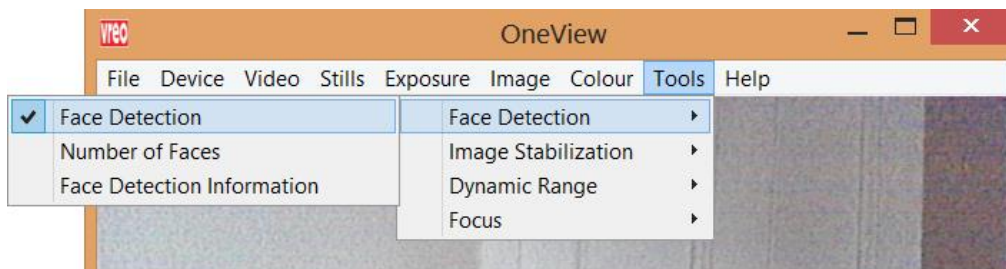 vreo OneView
File Device Video Stills Exposure Image Colour Tools Help
Face Detection
Number of Faces
Face Detection Information
Face Detection
Image Stabilization
Dynamic Range
Focus